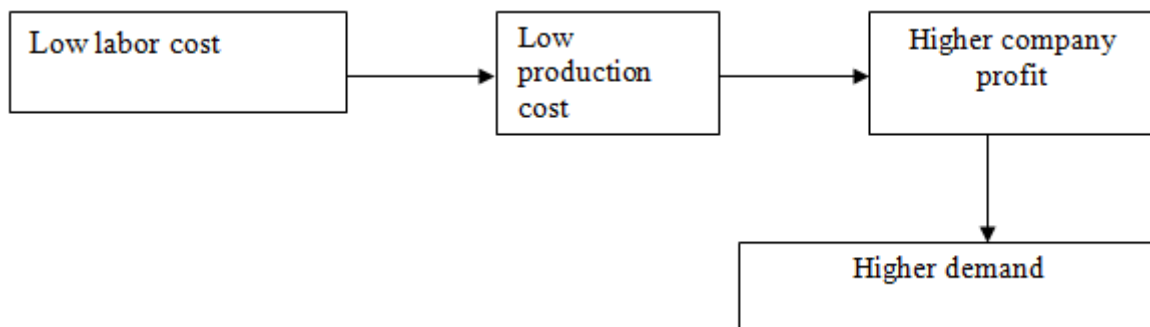 Low labor cost
Low
production
cost
Higher company
profit
Higher demand